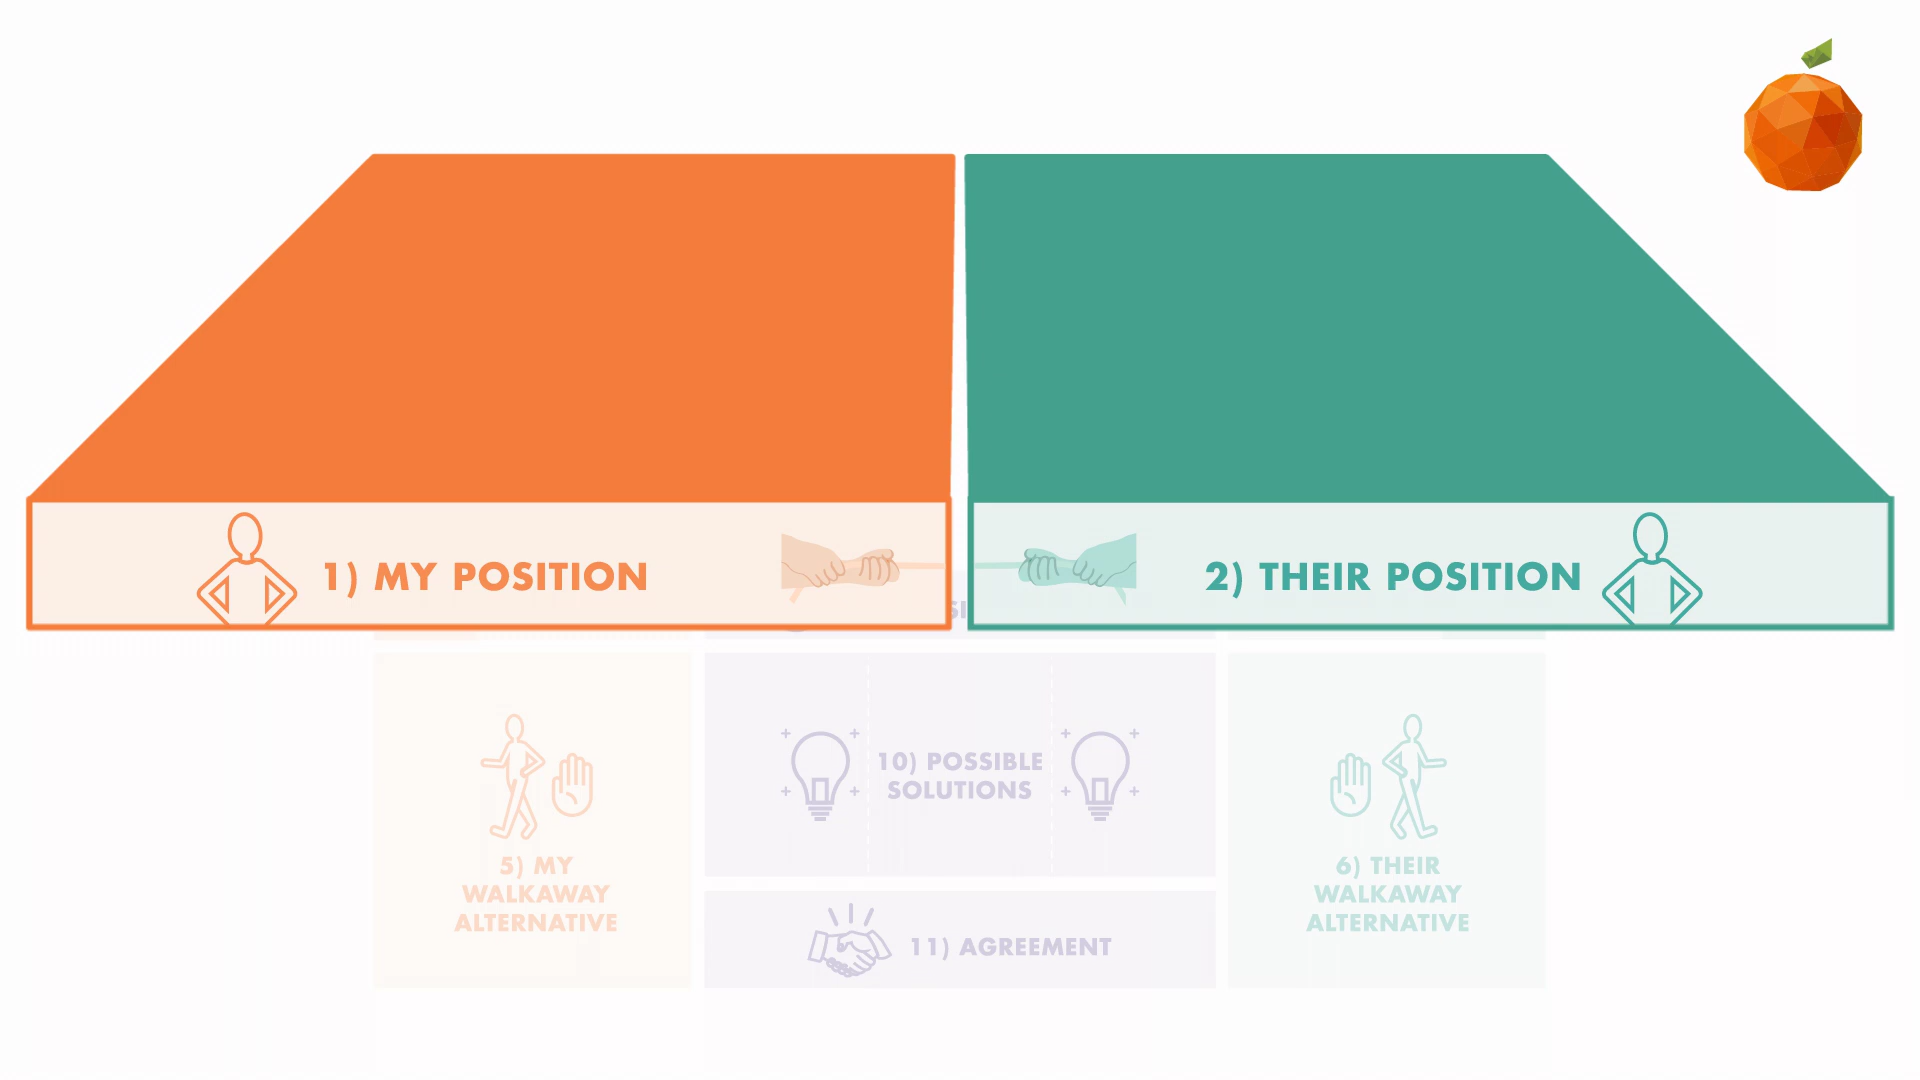 1) MY POSITION
2) THEIR POSITION
10) POSSIBLE
SOLUTIONS
5) MY
WALKAWAY
ALTERNATIVE
6) THEIR
WALKAWAY
ALTERNATIVE
11) AGREEMENT